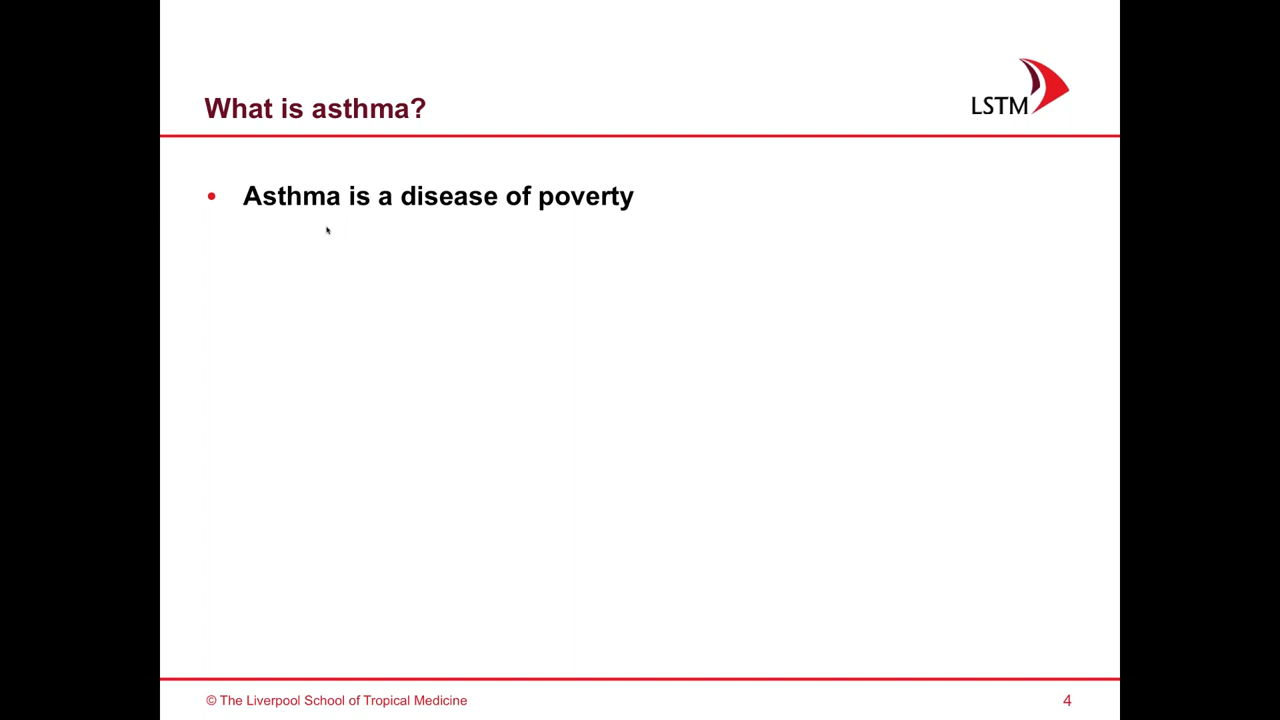 What is asthma?
LSTM
• Asthma is a disease of poverty
© The Liverpool School of Tropical Medicine
4